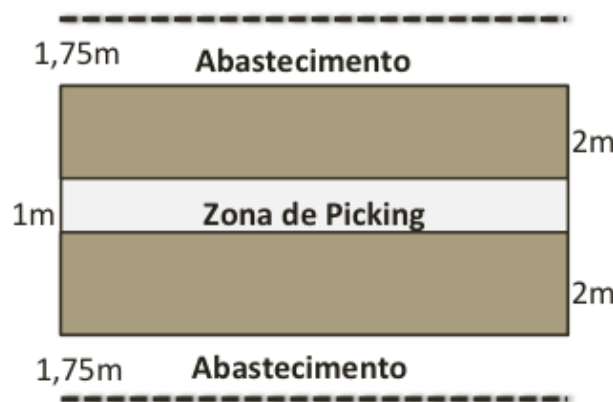 1,75m
Abastecimento
2m
1m
Zona de Picking
2m
1,75m
Abastecimento